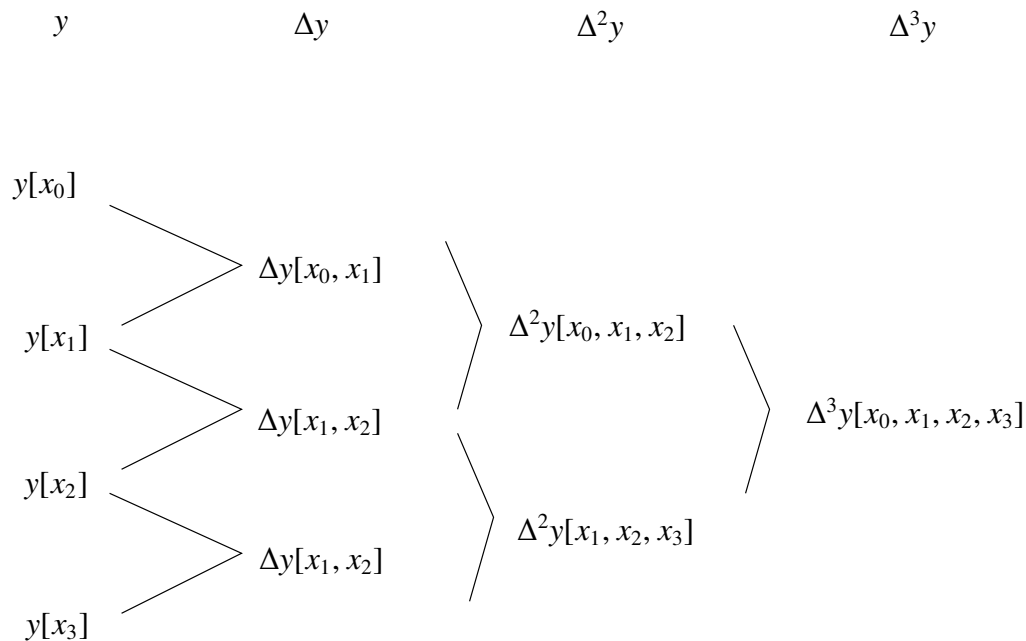 y Δy Δ²y Δ³y
y[x₀]
Δy[x₀, x₁]
Δ²y[x₀, x₁, x₂]
y[x₁]
Δy[x₁, x₂]
Δ³y[x₀, x₁, x₂, x₃]
y[x₂]
Δ²y[x₁, x₂, x₃]
Δy[x₁, x₂]
y[x₃]